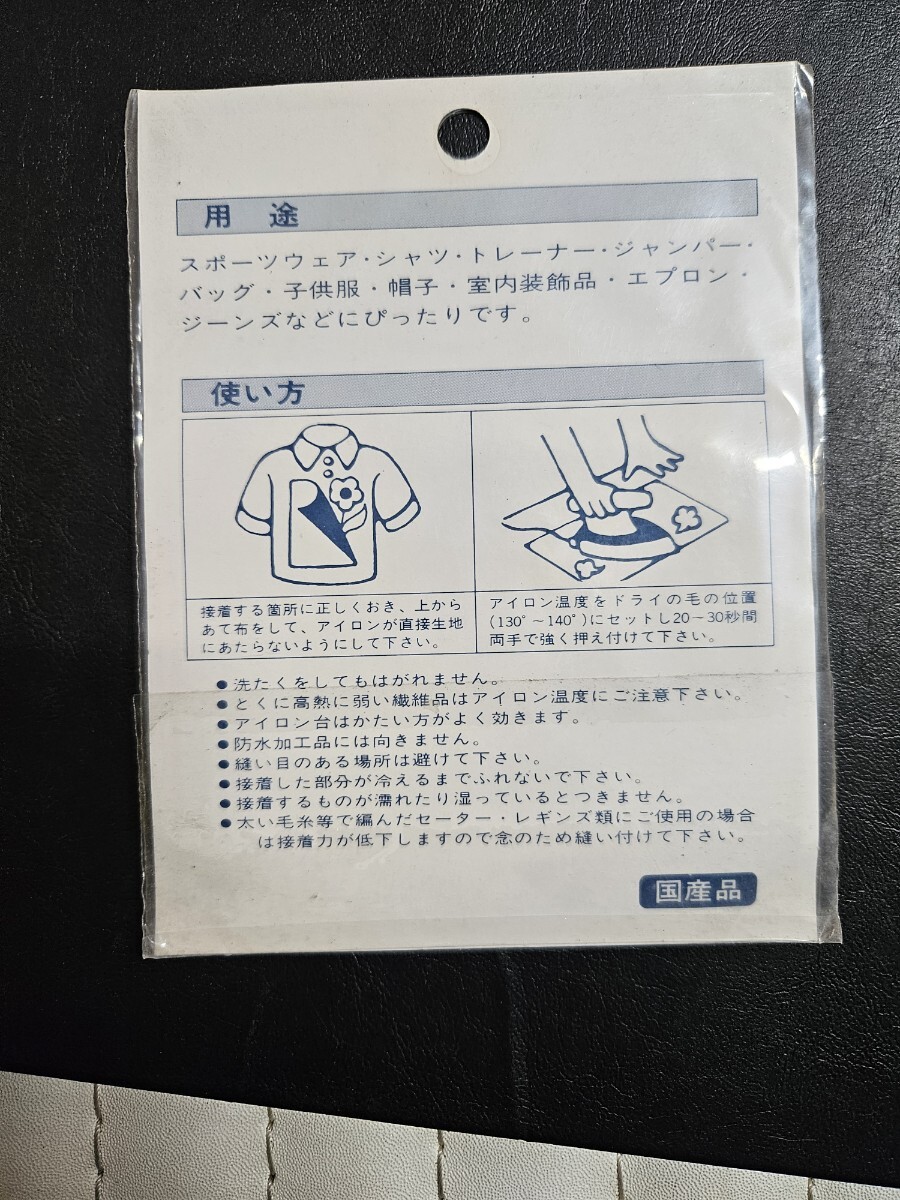 用　途
スポーツウェア・シャツ・トレーナー・ジャンパー・
バッグ・子供服・帽子・室内装飾品・エプロン・
ジーンズなどにぴったりです。
使い方
接着する箇所に正しくおき、上から
あて布をして、アイロンが直接生地
にあたらないようにして下さい。
アイロン温度をドライの毛の位置
(130°～140°)にセットし20～30秒間
両手で強く押え付けて下さい。
●洗たくをしてもはがれません。
●とくに高熱に弱い繊維品はアイロン温度にご注意下さい。
●アイロン台はかたい方がよく効きます。
●防水加工品には向きません。
●縫い目のある場所は避けて下さい。
●接着した部分が冷えるまでふれないで下さい。
●接着するものが濡れたり湿っているとつきません。
●太い毛糸等で編んだセーター・レギンズ類にご使用の場合
は接着力が低下しますので念のため縫い付けて下さい。
国産品